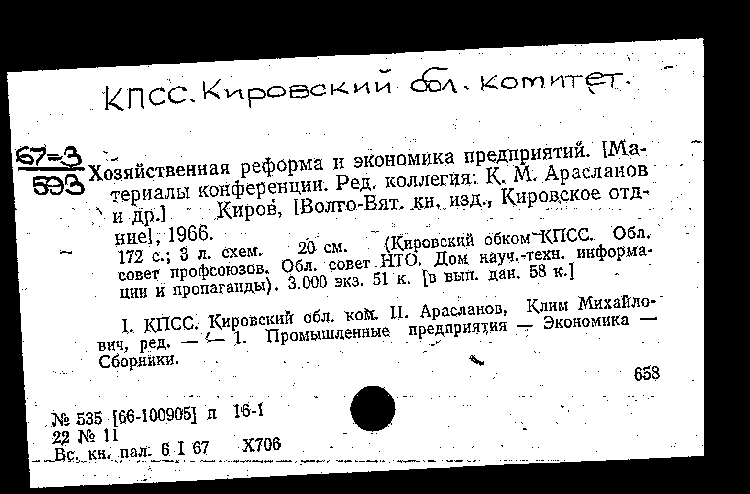 КПСС. Кировский обл. комитет.
67-3
593
Хозяйственная реформа и экономика предприятий. [Ма-
териалы конференции. Ред. коллегия: К. М. Арасланов
и др.] Киров, [Волго-Вят. кн. изд., Кировское отд-
ние], 1966.
172 с.; 3 л. схем. 20 см. (Кировский обком КПСС. Обл.
совет профсоюзов. Обл. совет НТО. Дом науч.-техн. информа-
ции и пропаганды). 3.000 экз. 51 к. [в вып. дан. 58 к.]
I. КПСС. Кировский обл. ком. II. Арасланов, Клим Михайло-
вич, ред. — — 1. Промышленные предприятия — Экономика —
Сборники.
658
№ 535 [66-100905] п 16-1
22 № 11
Вс. кн. пал. 6 I 67 Х706